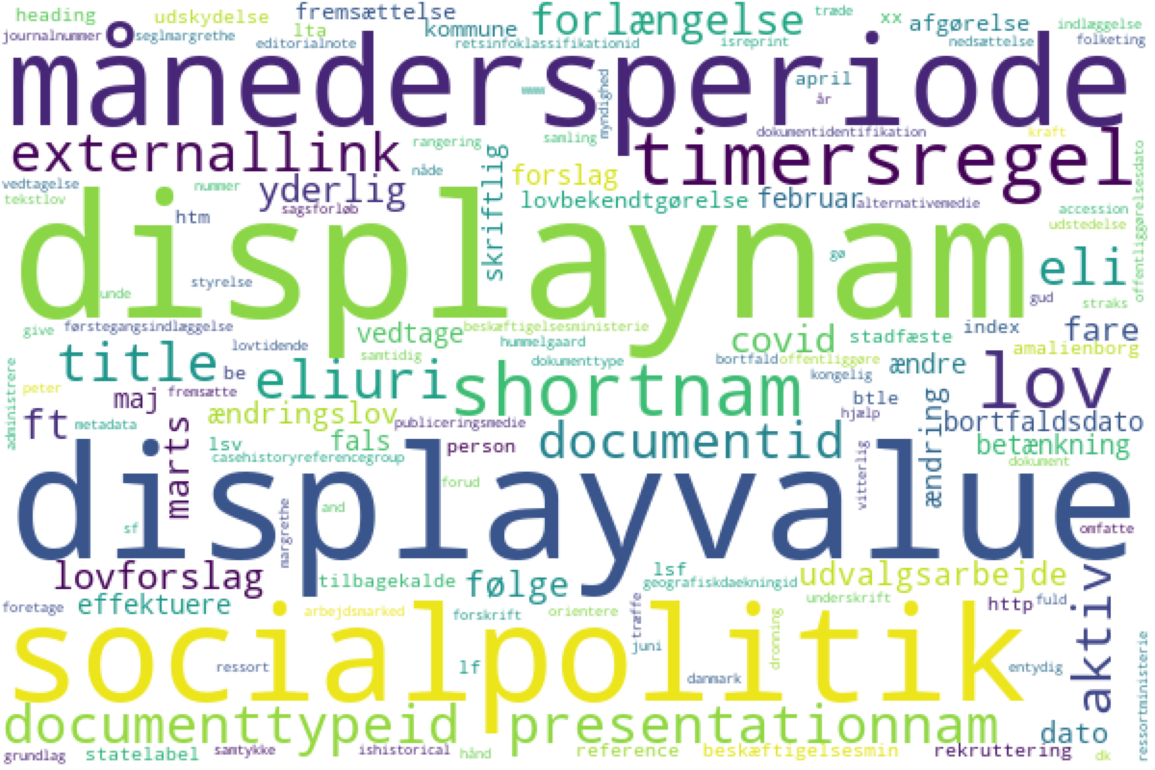 heading
udskydelse
fremsættelse
forlængelse
træde
xx
afgørelse
indlæggelse
journalnummer
seglmargrethe
lta
kommune
editorialnote
retsinfoklassifikationid
isreprint
nedsættelse
folketing
månedersperiode
www
myndighed
april
år
externallink
rangering
samling
dokumentidentifikation
kraft
timersregel
vedtagelse
nummer
yderlig
nåde
skriftlig
forslag
tekstlov
sagsforløb
lovbekendtgørelse
februar
alternativemedie
accession
offentliggørelsesdato
htm
udstedelse
displaynam
gø
eli
styrelse
unde
gud
straks
give
førstegangsindlæggelse
vedtage
beskæftigelsesministerie
covid
stadfæste
index
fare
lovtidende
hummelgaard
amalienborg
title
samtidig
dokumenttype
bortfald
offentliggøre
ændre
lov
administrere
peter
be
eliuri
shortnam
kongelig
maj
fremsætte
btle
ft
metadata
marts
ændringslov
publiceringsmedie
hjælp
ændring
bortfaldsdato
lsv
fals
person
documentid
betænkning
casehistoryreferencegroup
vitterlig
dokument
displayvalue
forud
margrethe
and
sf
omfatte
lovforslag
tilbagekalde
følge
lsf
geografiskdaekningid
udvalgsarbejde
aktiv
foretage
effektuere
arbejdsmarked
forskrift
orientere
træffe
underskrift
http
fuld
socialpolitik
juni
dronning
ressort
lf
danmark
entydig
ressortministerie
documenttypeid
presentationnam
dato
grundlag
statelabel
samtykke
ishistorical
hånd
reference
beskæftigelsesmin
rekruttering
dk